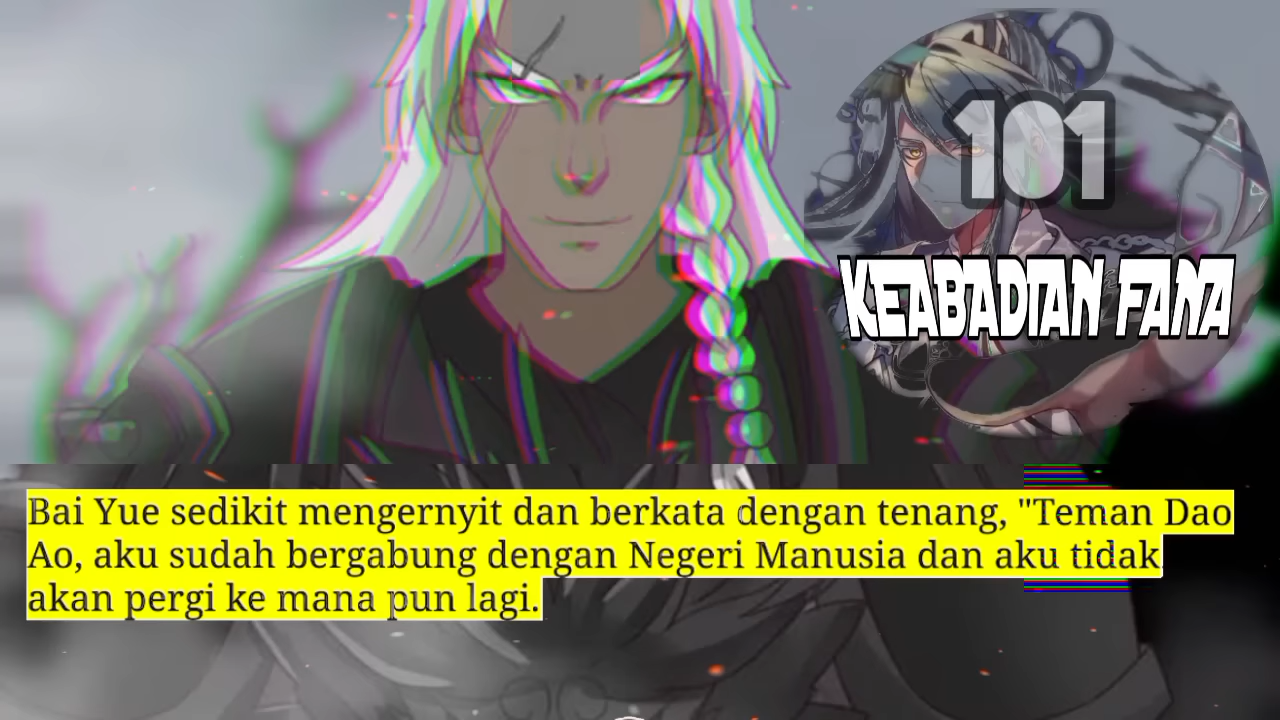 101
KEABADIAN FANA
Bai Yue sedikit mengernyit dan berkata dengan tenang, "Teman Dao
Ao, aku sudah bergabung dengan Negeri Manusia dan aku tidak
akan pergi ke mana pun lagi.